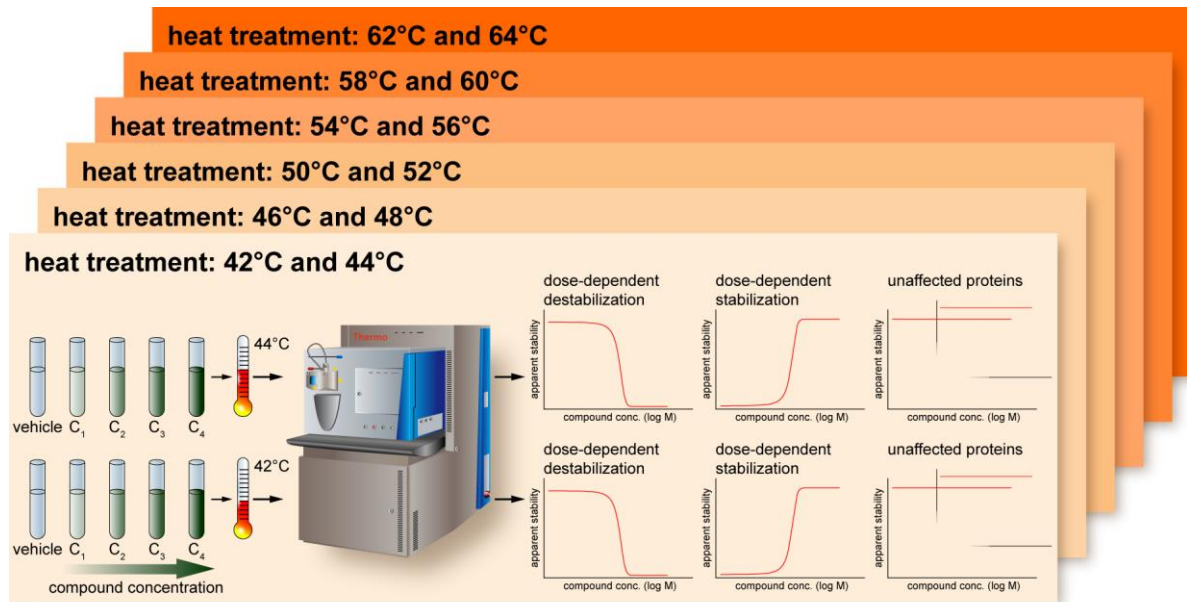 heat treatment: 62°C and 64°C
heat treatment: 58°C and 60°C
heat treatment: 54°C and 56°C
heat treatment: 50°C and 52°C
heat treatment: 46°C and 48°C
heat treatment: 42°C and 44°C
vehicle C₁ C₂ C₃ C₄
44°C
Thermo
dose-dependent
destabilization
apparent stability
compound conc. (log M)
dose-dependent
stabilization
apparent stability
compound conc. (log M)
unaffected proteins
apparent stability
compound conc. (log M)
vehicle C₁ C₂ C₃ C₄
42°C
compound concentration
dose-dependent
destabilization
apparent stability
compound conc. (log M)
dose-dependent
stabilization
apparent stability
compound conc. (log M)
unaffected proteins
apparent stability
compound conc. (log M)